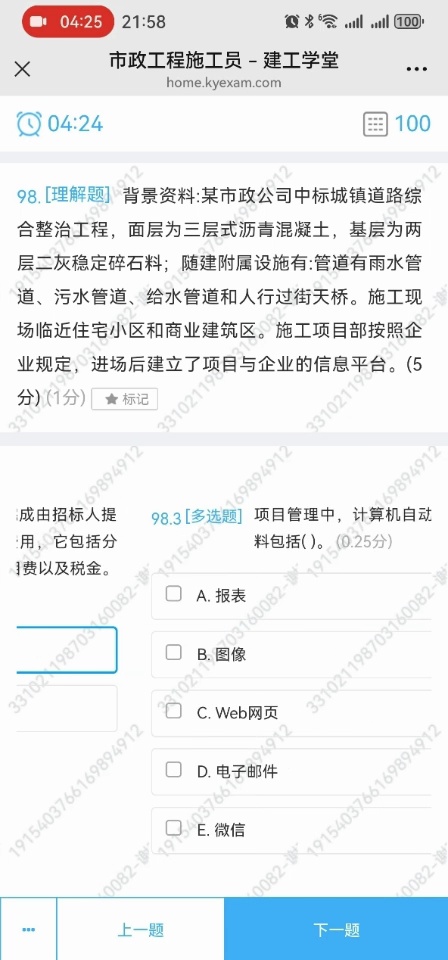 04:25 21:58 6 100
市政工程施工员 – 建工学堂
home.kyexam.com
04:24 100
98. [理解题] 背景资料:某市政公司中标城镇道路综
合整治工程，面层为三层式沥青混凝土，基层为两
层二灰稳定碎石料；随建附属设施有:管道有雨水管
道、污水管道、给水管道和人行过街天桥。施工现
场临近住宅小区和商业建筑区。施工项目部按照企
业规定，进场后建立了项目与企业的信息平台。(5
分) (1分) ★ 标记
成由招标人提
用，它包括分
费以及税金。
98.3 [多选题] 项目管理中，计算机自动
料包括( )。 (0.25分)
A. 报表
B. 图像
C. Web网页
D. 电子邮件
E. 微信
上一题 下一题